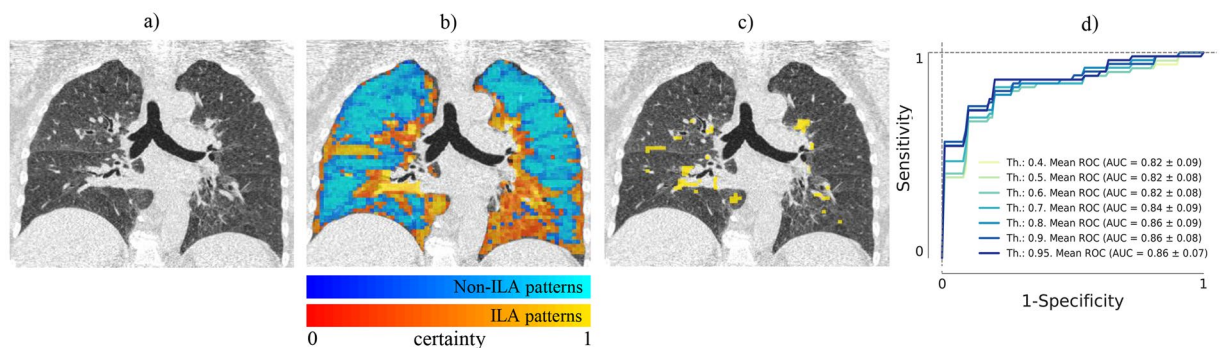 a)
b)
c)
d)
Non-ILA patterns
ILA patterns
0 certainty 1
Sensitivity
1
0
Th.: 0.4. Mean ROC (AUC = 0.82 ± 0.09)
Th.: 0.5. Mean ROC (AUC = 0.82 ± 0.08)
Th.: 0.6. Mean ROC (AUC = 0.82 ± 0.08)
Th.: 0.7. Mean ROC (AUC = 0.84 ± 0.09)
Th.: 0.8. Mean ROC (AUC = 0.86 ± 0.09)
Th.: 0.9. Mean ROC (AUC = 0.86 ± 0.08)
Th.: 0.95. Mean ROC (AUC = 0.86 ± 0.07)
0 1
1-Specificity